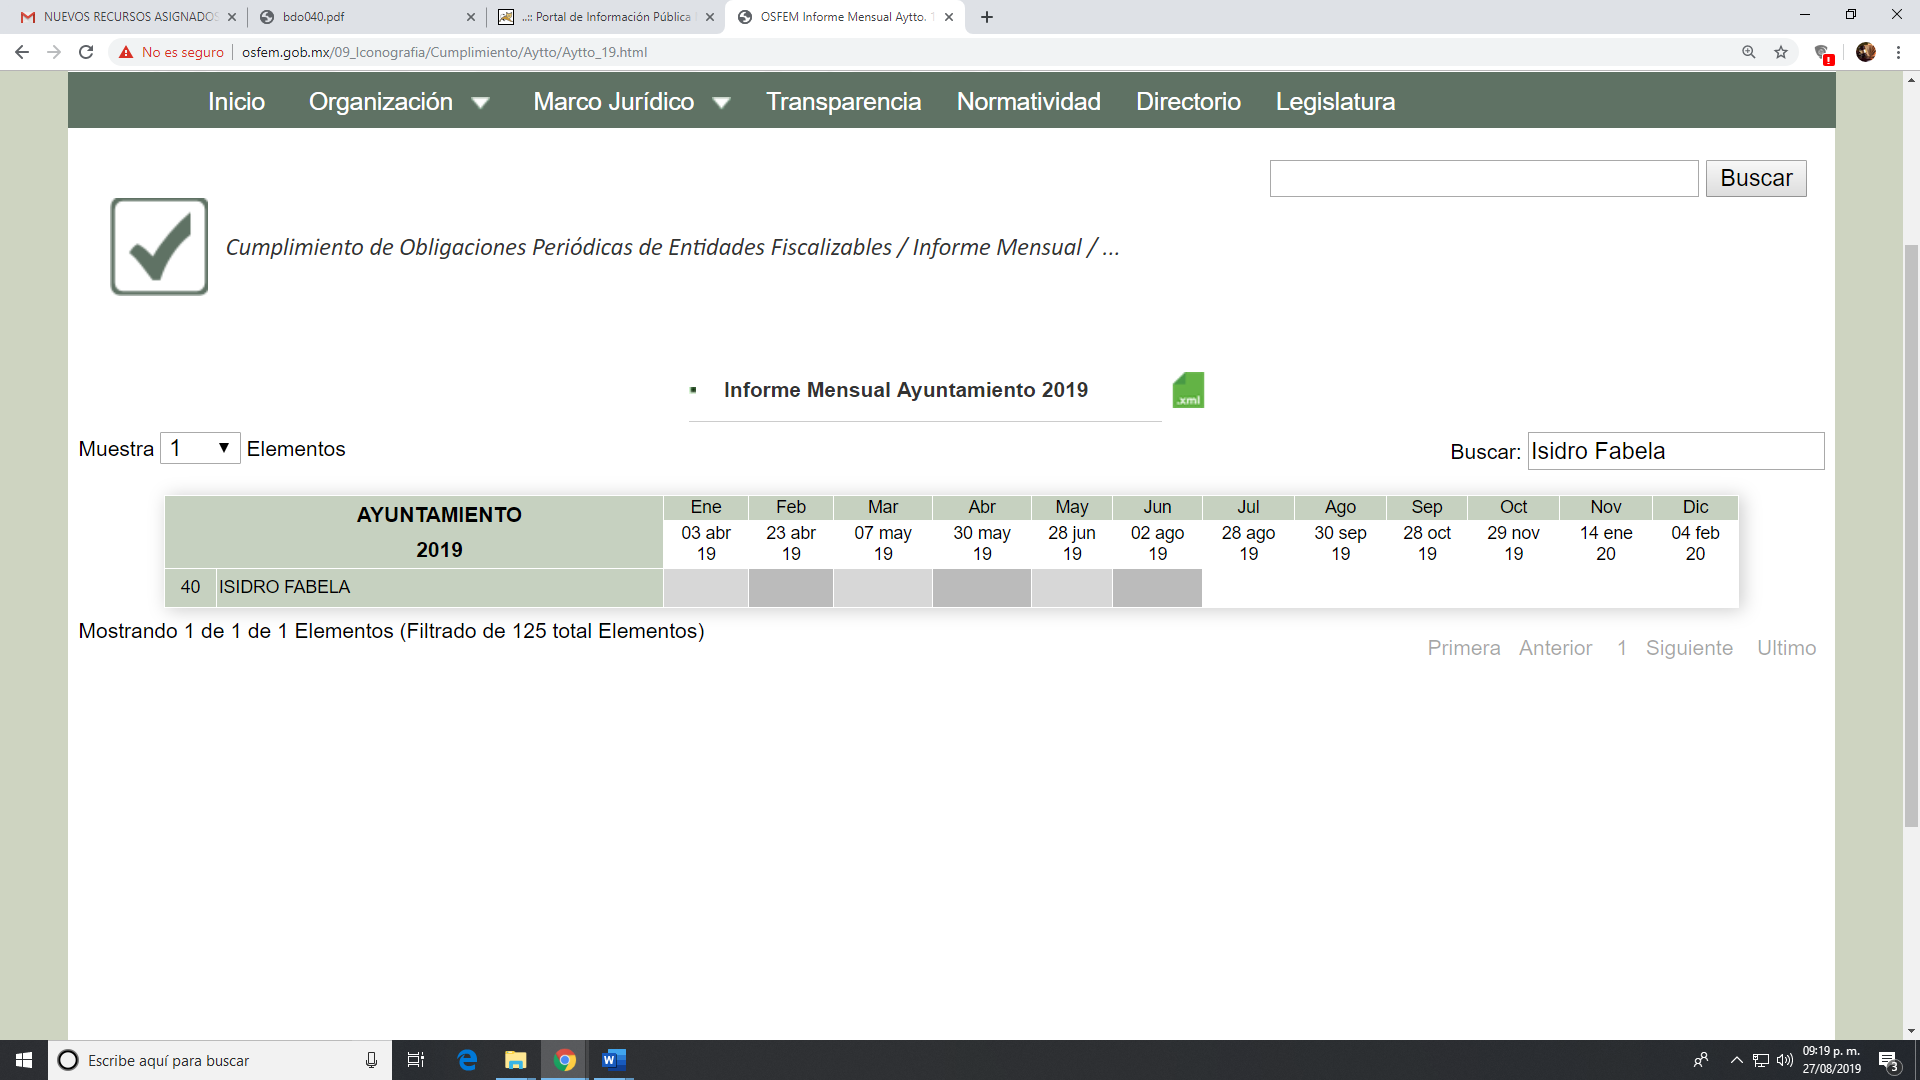 NUEVOS RECURSOS ASIGNADOS
bdo040.pdf
..:: Portal de Información Pública
OSFEM Informe Mensual Aytto.
No es seguro
osfem.gob.mx/09_Iconografia/Cumplimiento/Aytto/Aytto_19.html
Inicio Organización Marco Jurídico Transparencia Normatividad Directorio Legislatura
Buscar
Cumplimiento de Obligaciones Periódicas de Entidades Fiscalizables / Informe Mensual / ...
Informe Mensual Ayuntamiento 2019
.xml
Muestra 1 Elementos
Buscar: Isidro Fabela
AYUNTAMIENTO
2019
Ene Feb Mar Abr May Jun Jul Ago Sep Oct Nov Dic
03 abr 23 abr 07 may 30 may 28 jun 02 ago 28 ago 30 sep 28 oct 29 nov 14 ene 04 feb
19 19 19 19 19 19 19 19 19 19 20 20
40 ISIDRO FABELA
Mostrando 1 de 1 de 1 Elementos (Filtrado de 125 total Elementos)
Primera Anterior 1 Siguiente Ultimo
Escribe aquí para buscar
09:19 p. m.
27/08/2019
3